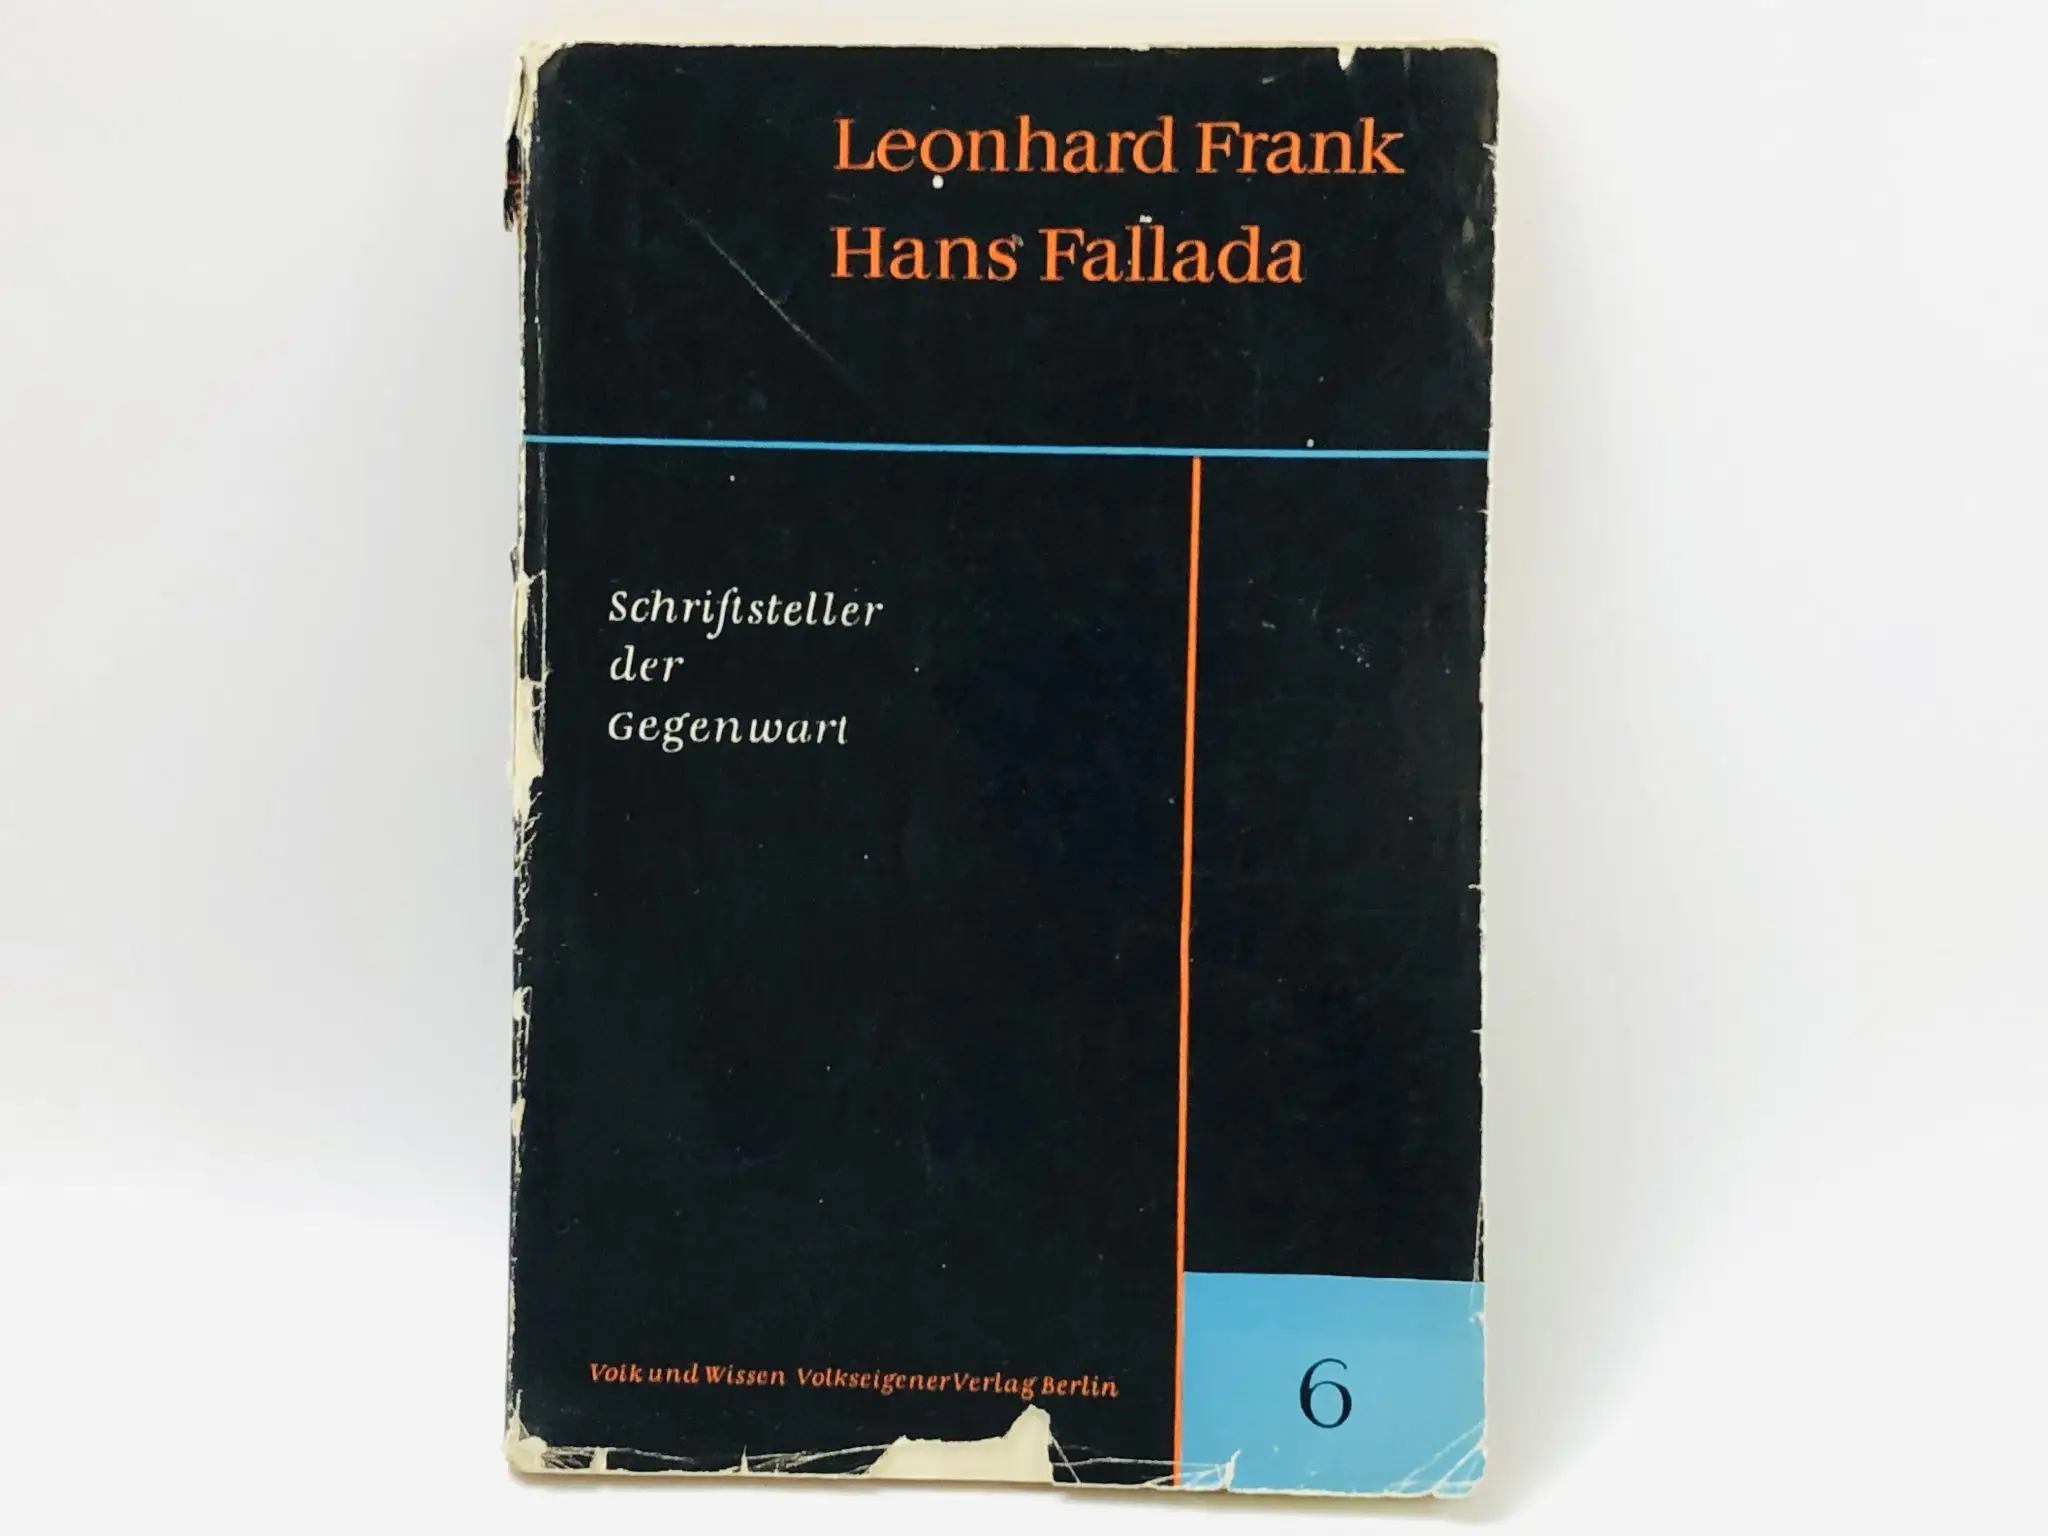 Leonhard Frank
Hans Fallada
Schriftsteller
der
Gegenwart
Volk und Wissen Volkseigener Verlag Berlin
6